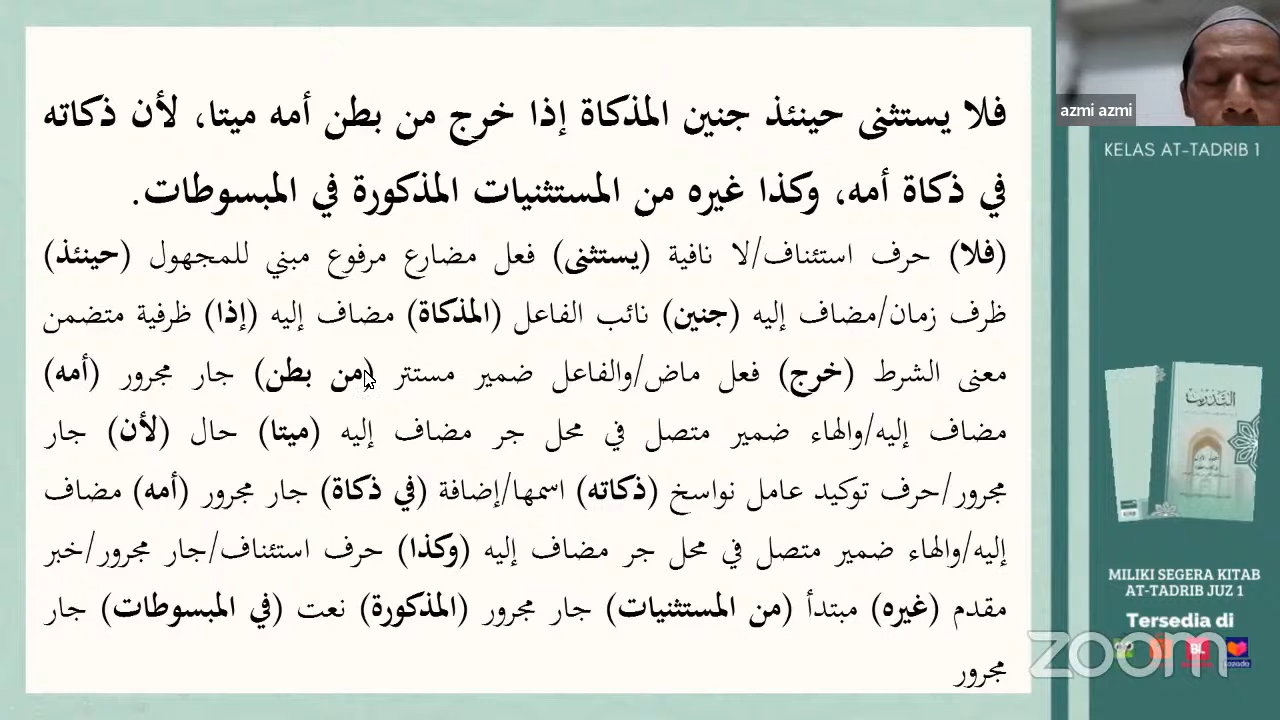 فلا يستثنى حينئذ جنين المذكاة إذا خرج من بطن أمه ميتا، لأن ذكاته
في ذكاة أمه، وكذا غيره من المستثنيات المذكورة في المبسوطات.
(فلا) حرف استئناف/لا نافية (يستثنى) فعل مضارع مرفوع مبني للمجهول (حينئذ)
ظرف زمان/مضاف إليه (جنين) نائب الفاعل (المذكاة) مضاف إليه (إذا) ظرفية متضمن
معنى الشرط (خرج) فعل ماض/والفاعل ضمير مستتر (من بطن) جار مجرور (أمه)
مضاف إليه/والهاء ضمير متصل في محل جر مضاف إليه (ميتا) حال (لأن) جار
مجرور/حرف توكيد عامل نواسخ (ذكاته) اسمها/إضافة (في ذكاة) جار مجرور (أمه) مضاف
إليه/والهاء ضمير متصل في محل جر مضاف إليه (وكذا) حرف استئناف/جار مجرور/خبر
مقدم (غيره) مبتدأ (من المستثنيات) جار مجرور (المذكورة) نعت (في المبسوطات) جار
مجرور
azmi azmi
KELAS AT-TADRIB 1
التدريب
MILIKI SEGERA KITAB
AT-TADRIB JUZ 1
Tersedia di
BL
zoom